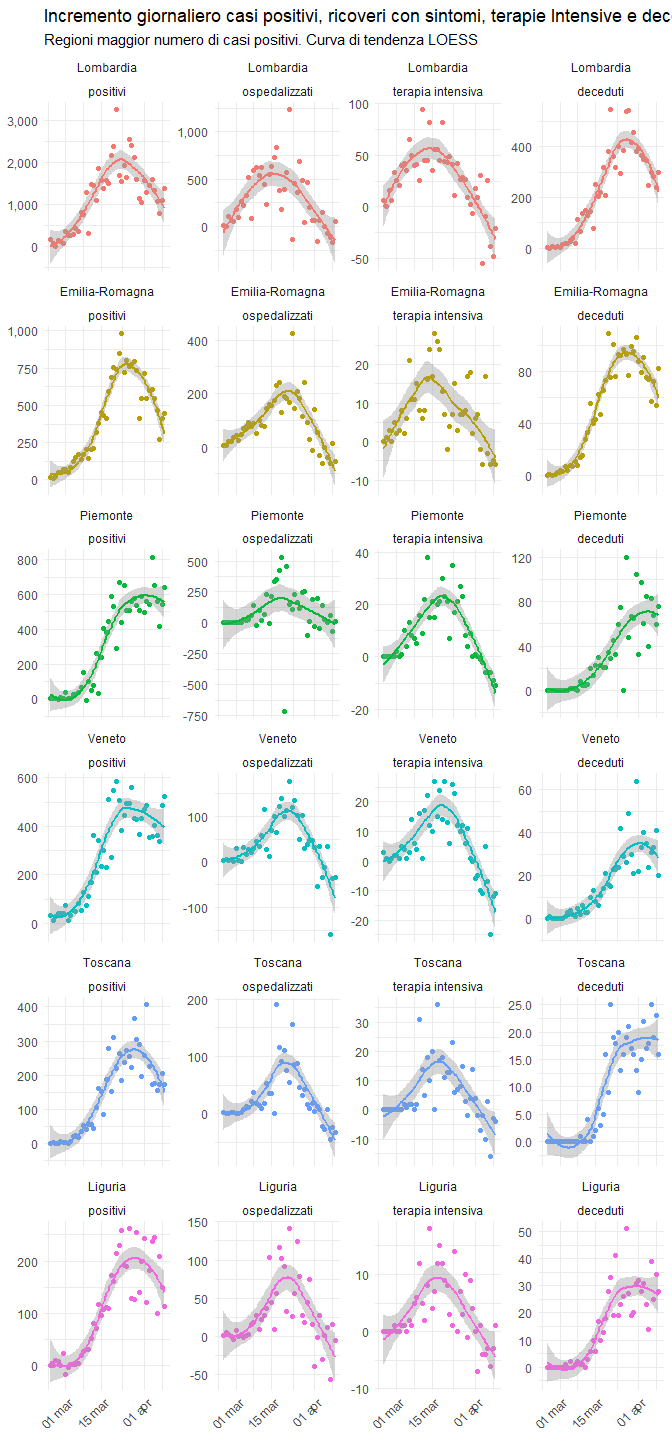 Incremento giornaliero casi positivi, ricoveri con sintomi, terapie Intensive e dec
Regioni maggior numero di casi positivi. Curva di tendenza LOESS
Lombardia Lombardia Lombardia Lombardia
positivi ospedalizzati terapia intensiva deceduti
3,000 2,000 1,000 0
1,000 500 0
100 50 0 -50
400 200 0
Emilia-Romagna Emilia-Romagna Emilia-Romagna Emilia-Romagna
positivi ospedalizzati terapia intensiva deceduti
1,000 750 500 250 0
400 200 0
20 10 0 -10
80 40 0
Piemonte Piemonte Piemonte Piemonte
positivi ospedalizzati terapia intensiva deceduti
800 600 400 200 0
500 250 0 -250 -500 -750
40 20 0 -20
120 80 40 0
Veneto Veneto Veneto Veneto
positivi ospedalizzati terapia intensiva deceduti
600 400 200 0
100 0 -100
20 10 0 -10 -20
60 40 20 0
Toscana Toscana Toscana Toscana
positivi ospedalizzati terapia intensiva deceduti
400 300 200 100 0
200 100 0
30 20 10 0 -10
25.0 20.0 15.0 10.0 5.0 0.0
Liguria Liguria Liguria Liguria
positivi ospedalizzati terapia intensiva deceduti
200 100 0
150 100 50 0 -50
10 0 -10
50 40 30 20 10 0
01 mar 15 mar 01 apr 01 mar 15 mar 01 apr 01 mar 15 mar 01 apr 01 mar 15 mar 01 apr